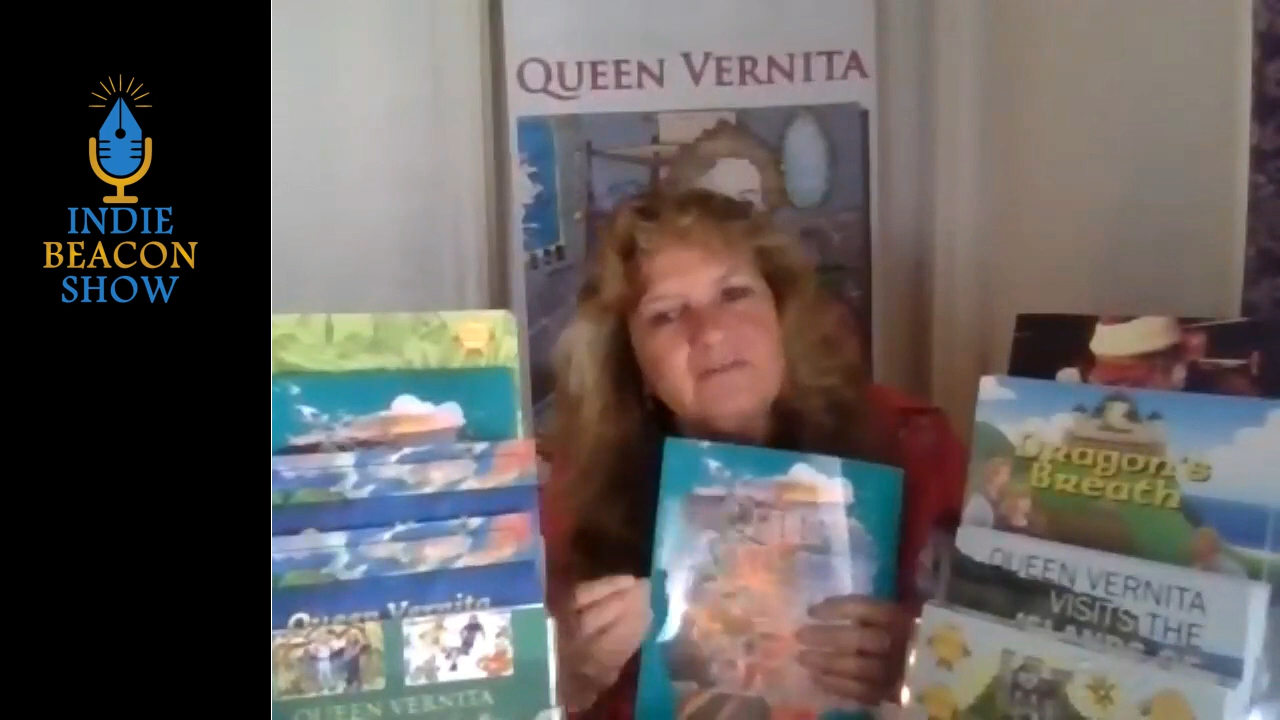 INDIE
BEACON
SHOW
QUEEN VERNITA
Queen Vernita
QUEEN VERNITA
Dragon's
Breath
QUEEN VERNITA
VISITS THE